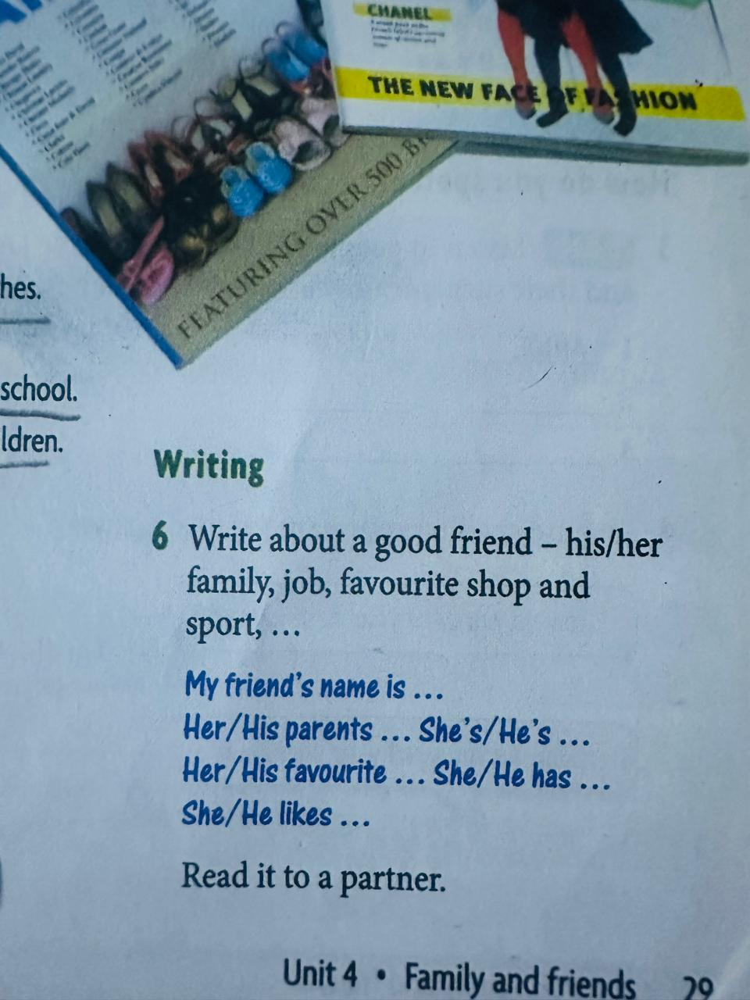 CHANEL
THE NEW FACE OF FASHION
FEATURING OVER 500
hes.
school.
ldren.
Writing
6 Write about a good friend – his/her
family, job, favourite shop and
sport, …
My friend's name is …
Her/His parents … She's/He's …
Her/His favourite … She/He has …
She/He likes …
Read it to a partner.
Unit 4 • Family and friends 29